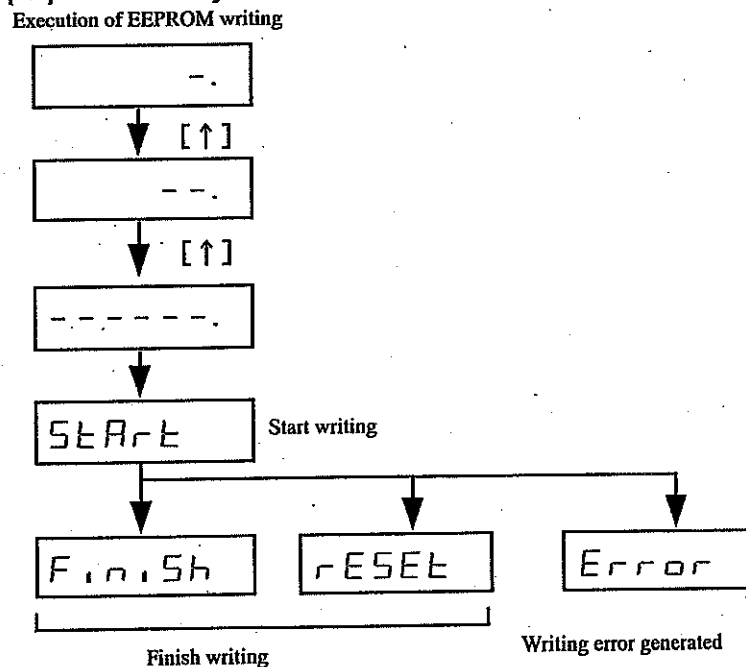 Execution of EEPROM writing
-.
[↑]
--.
[↑]
------.
StArt
Start writing
FiniSh
rESEt
Error
Finish writing
Writing error generated